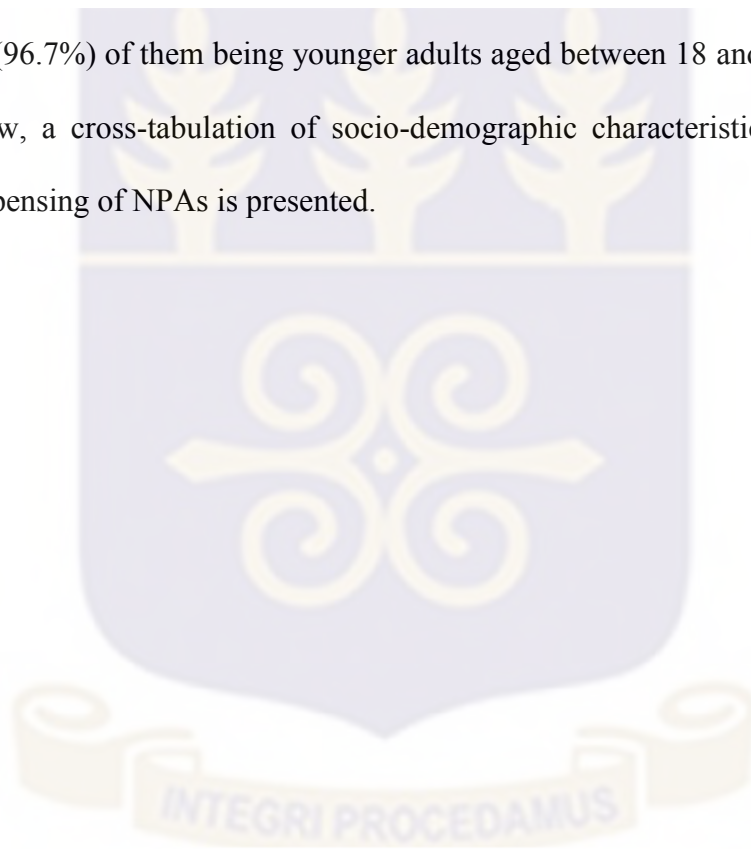 (96.7%) of them being younger adults aged between 18 and
a cross-tabulation of socio-demographic
of NPAs is presented.
INTEGRI PROCEDAMUS